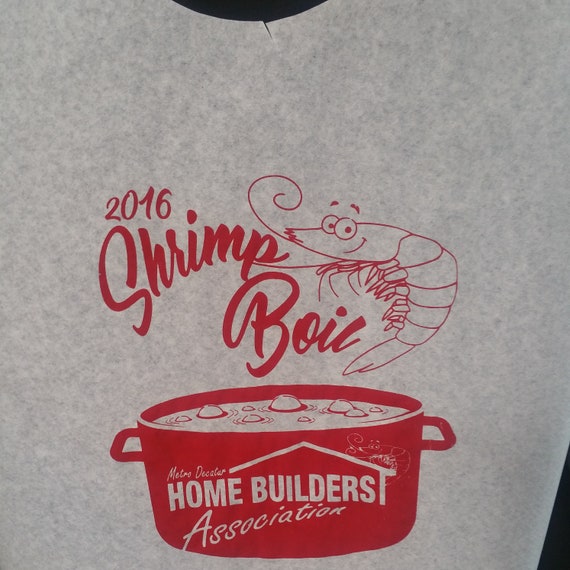 2016
Shrimp
Boil
Metro Decatur
HOME BUILDERS
Association